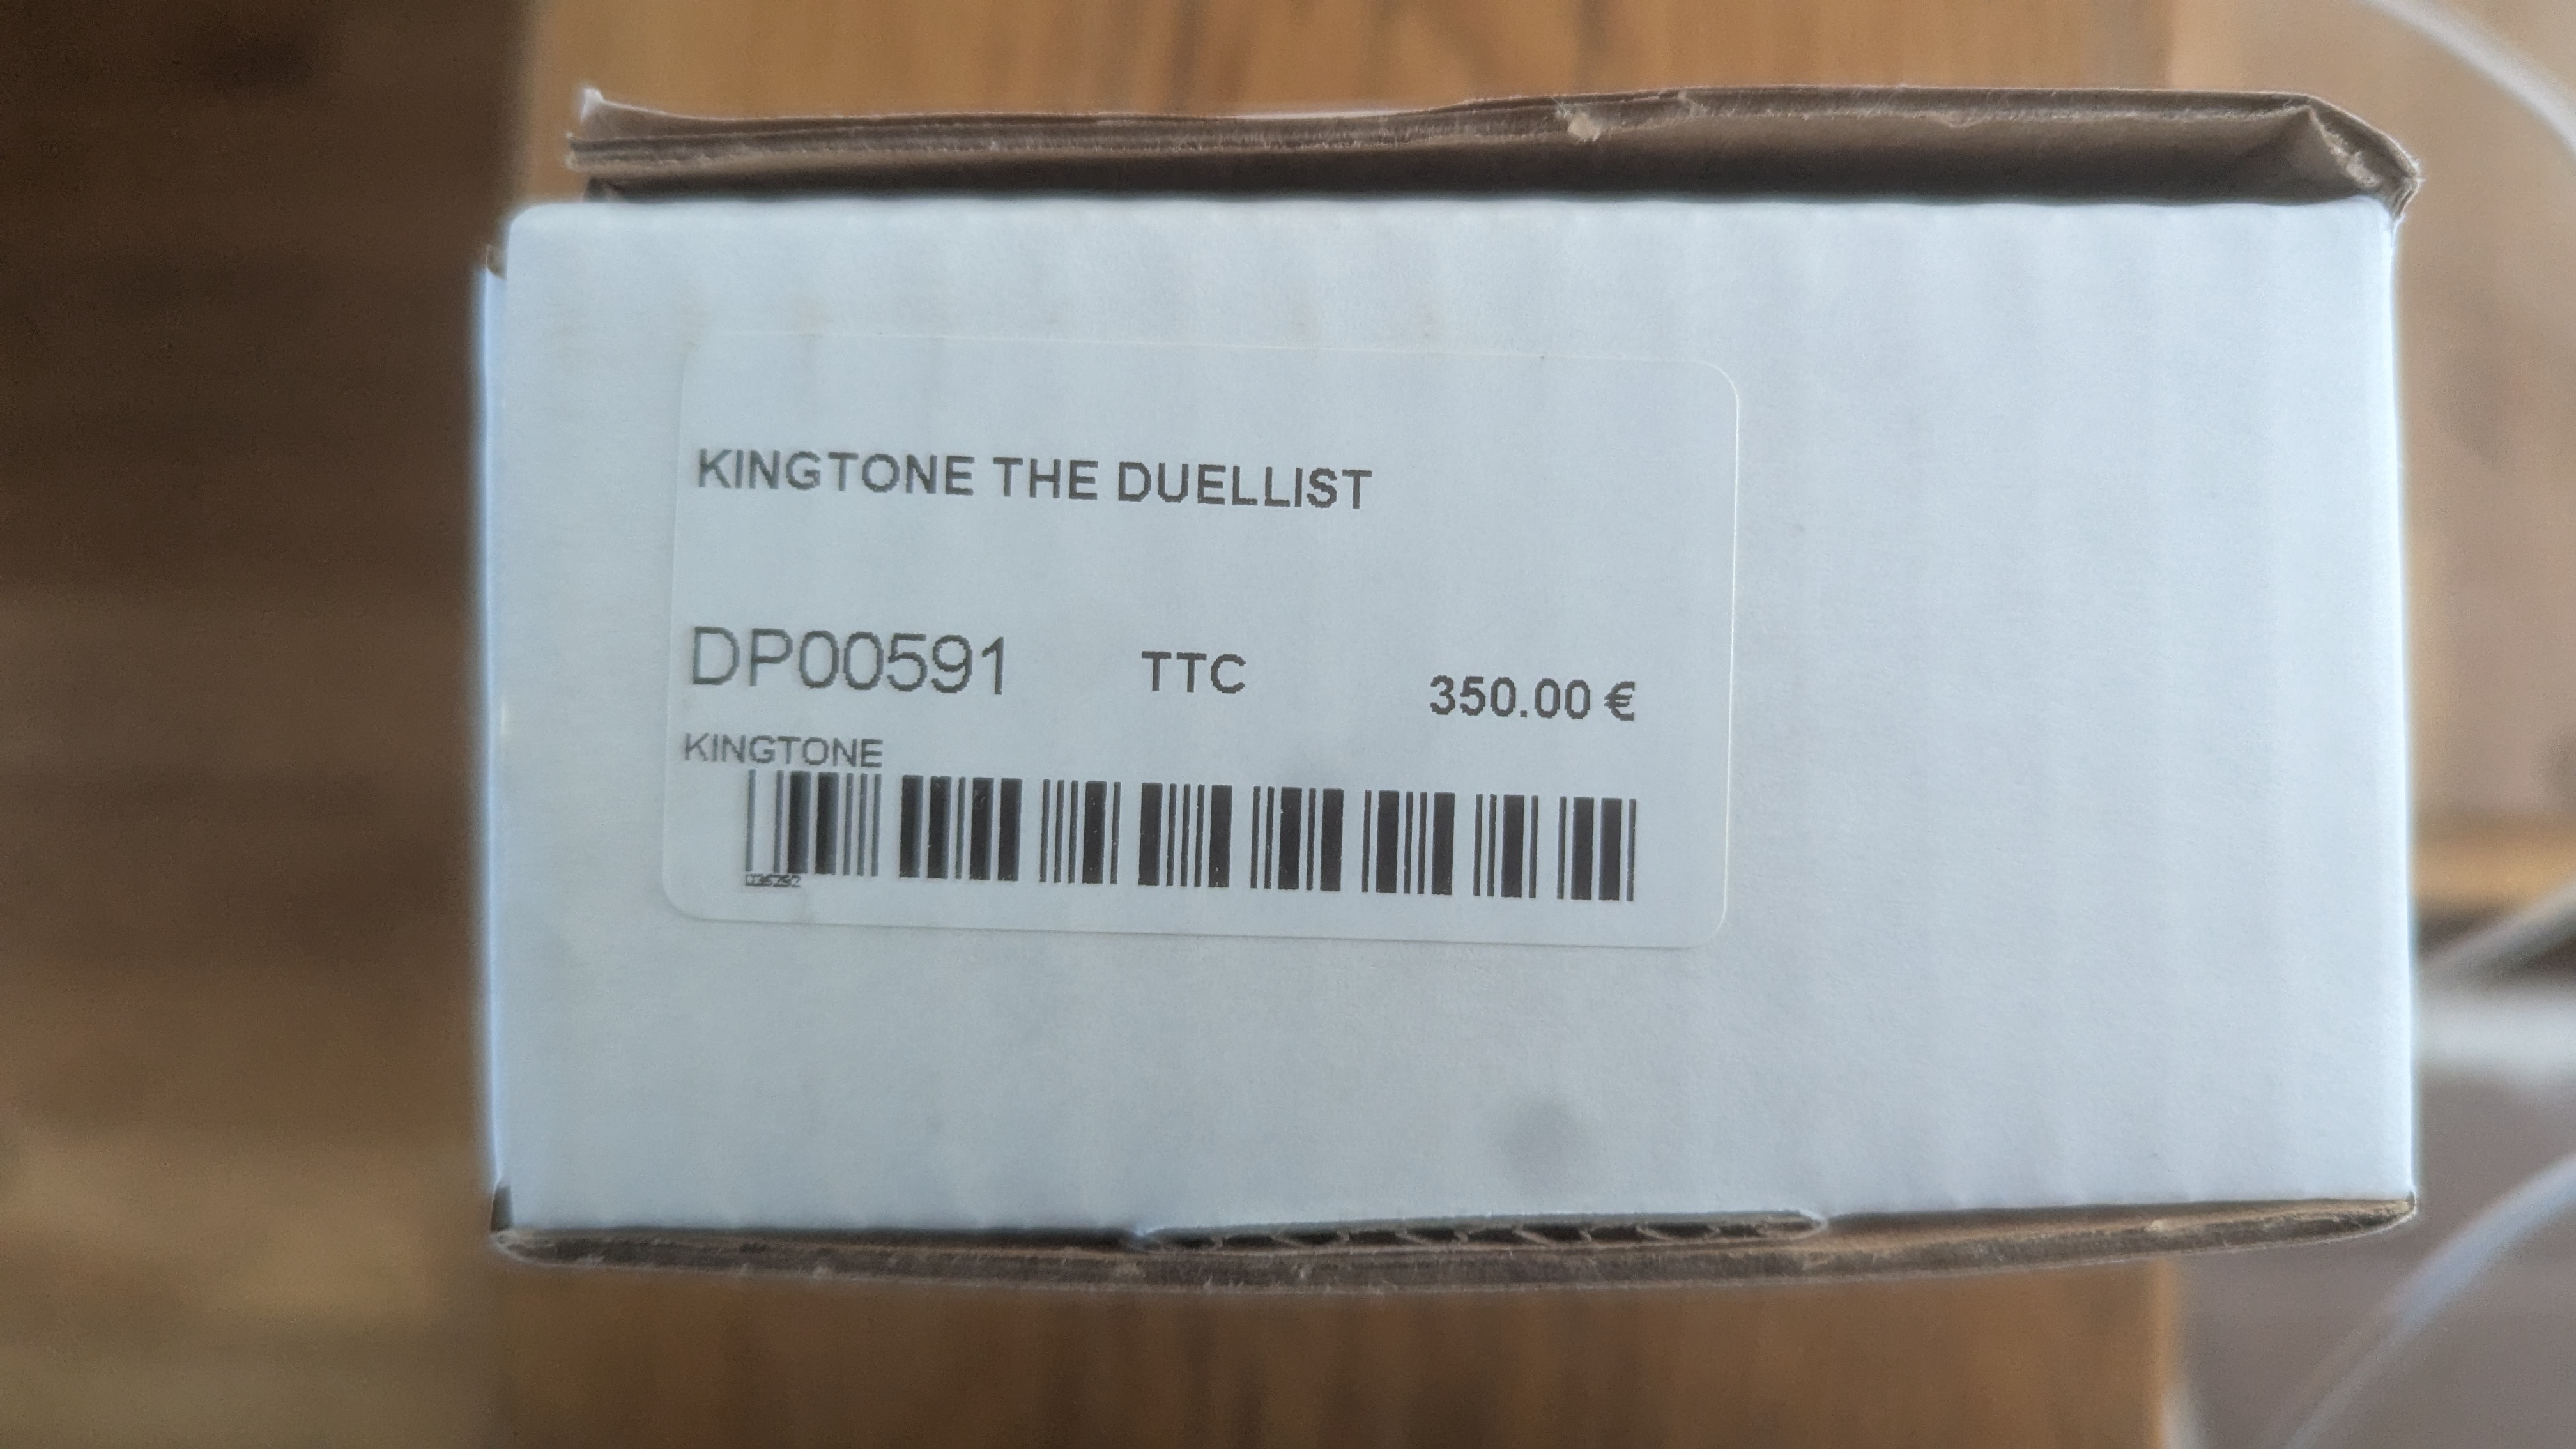 KINGTONE THE DUELLIST
DP00591 TTC 350.00 €
KINGTONE